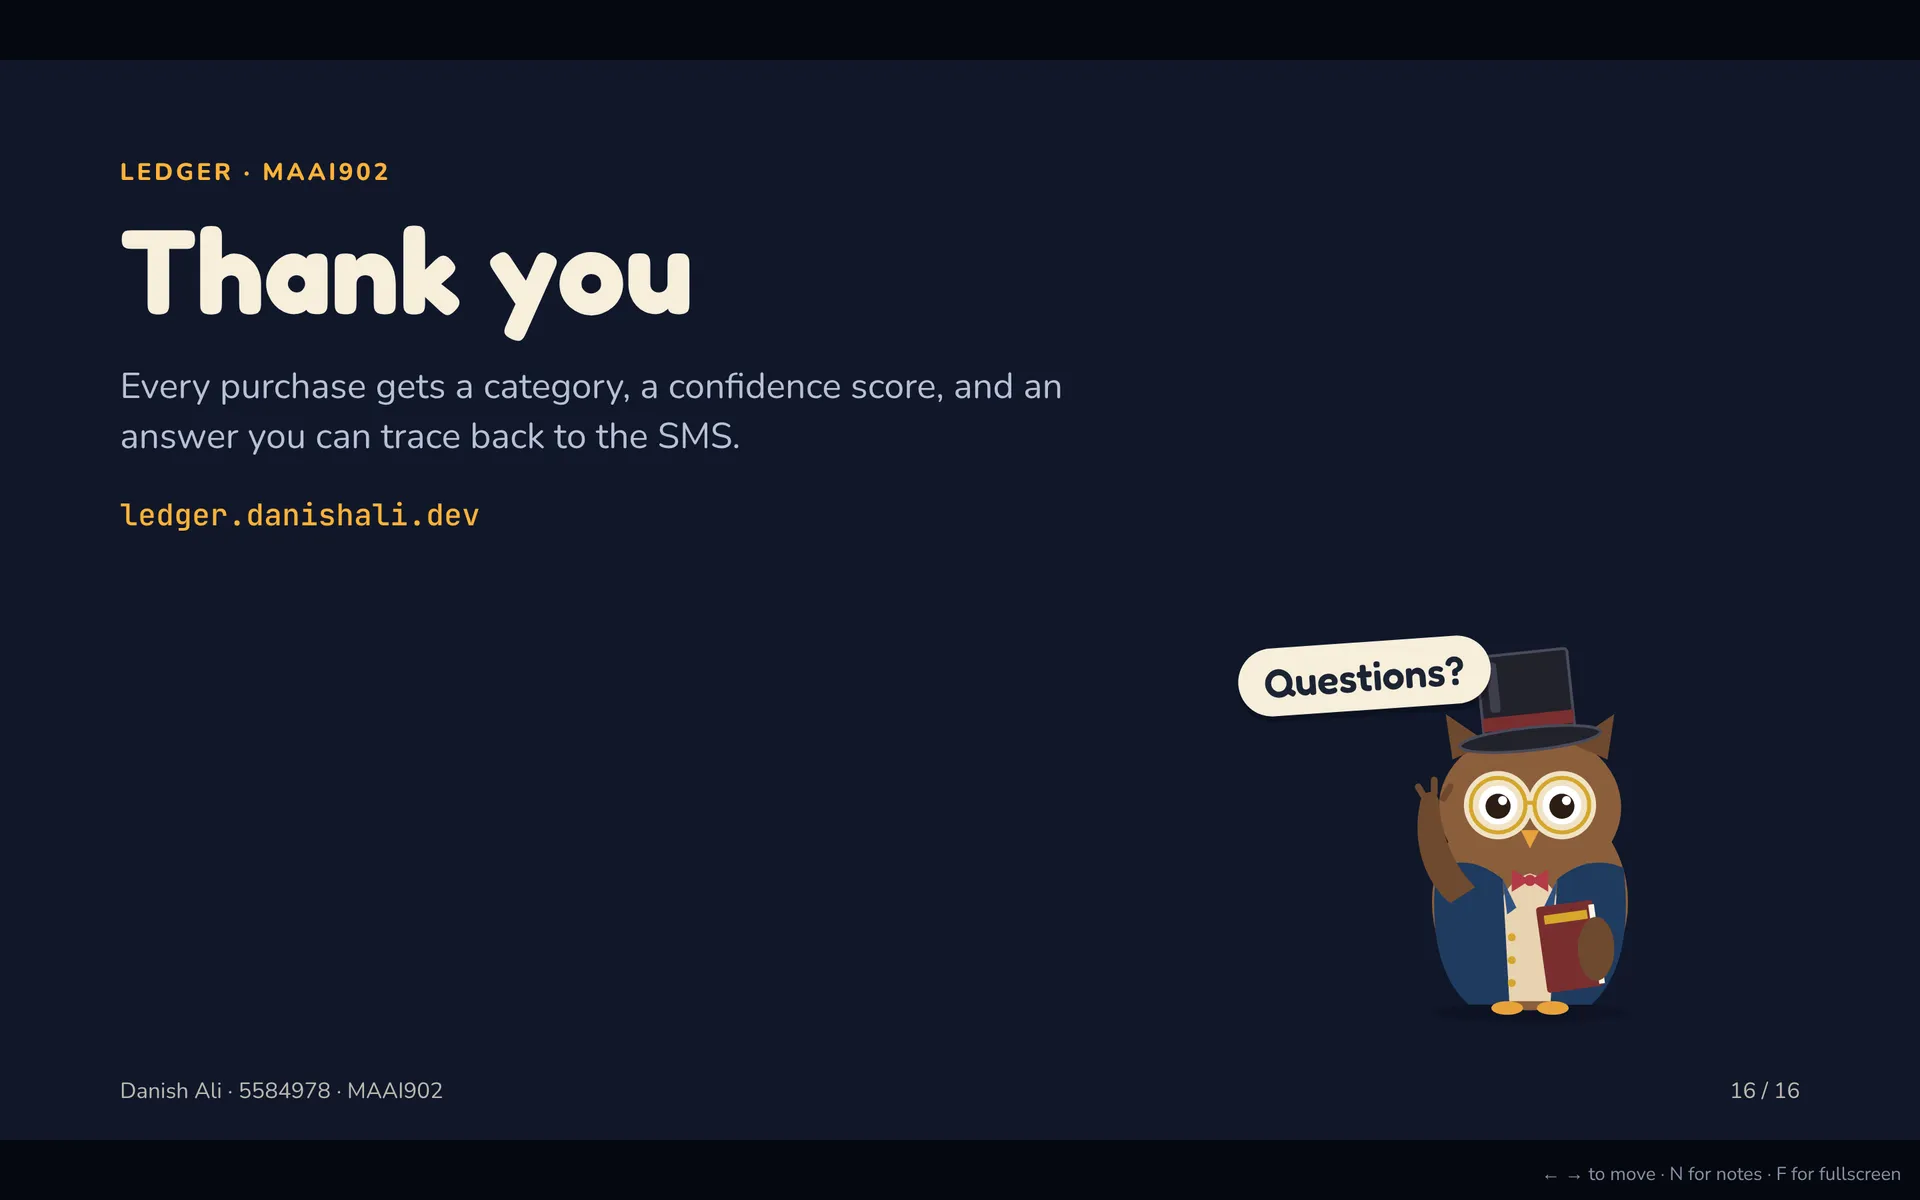 LEDGER · MAAI902
Thank you
Every purchase gets a category, a confidence score, and an
answer you can trace back to the SMS.
ledger.danishali.dev
Questions?
Danish Ali · 5584978 · MAAI902
16 / 16
← → to move · N for notes · F for fullscreen